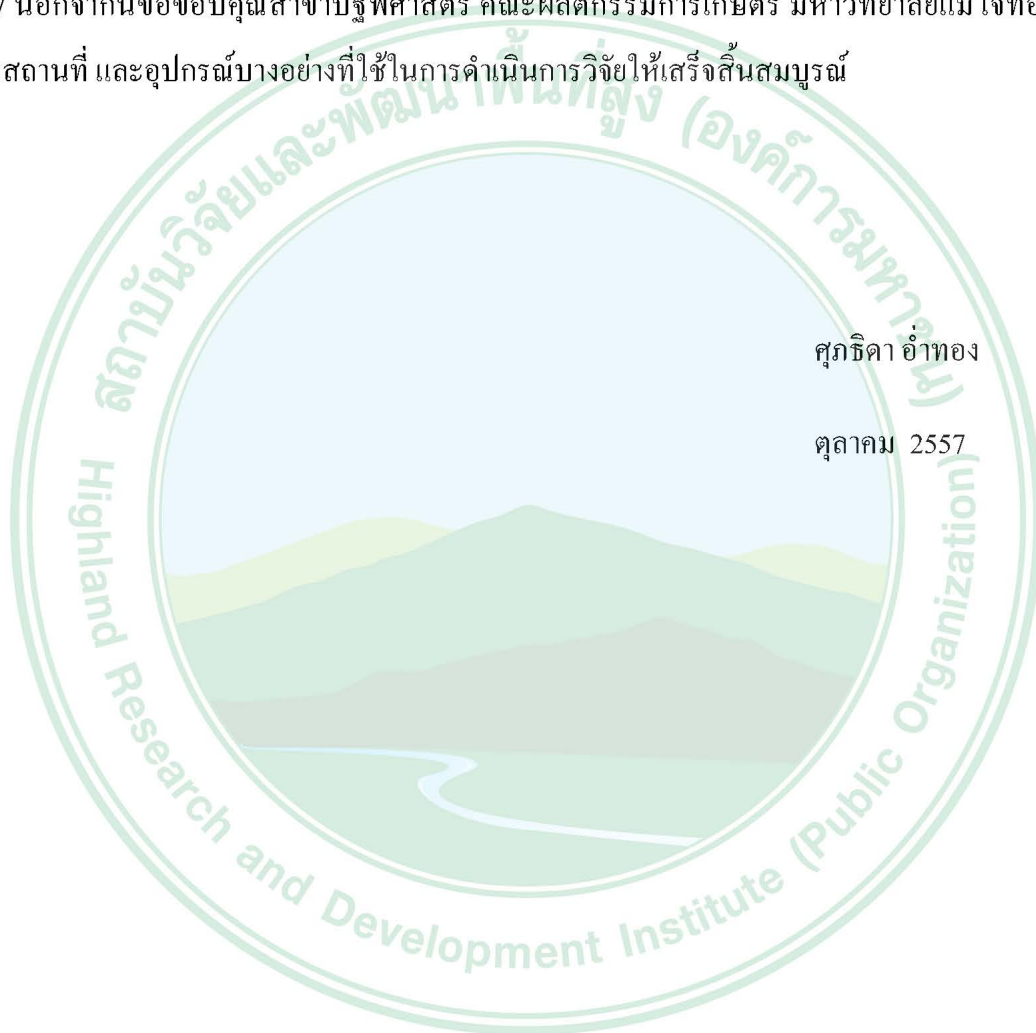 นอกจากนี้ขอขอบคุณสาขาปฐพีศาสตร์ คณะผลิตกรรมการเกษตร มหาวิทยาลัยแม่โจ้
สถานที่ และอุปกรณ์บางอย่างที่ใช้ในการดำเนินการวิจัยให้เสร็จสิ้นสมบูรณ์
สถาบันวิจัยและพัฒนาพื้นที่สูง (องค์การมหาชน)
ศุภธิดา อ่ำทอง
ตุลาคม 2557
Highland Research and Development Institute (Public Organization)